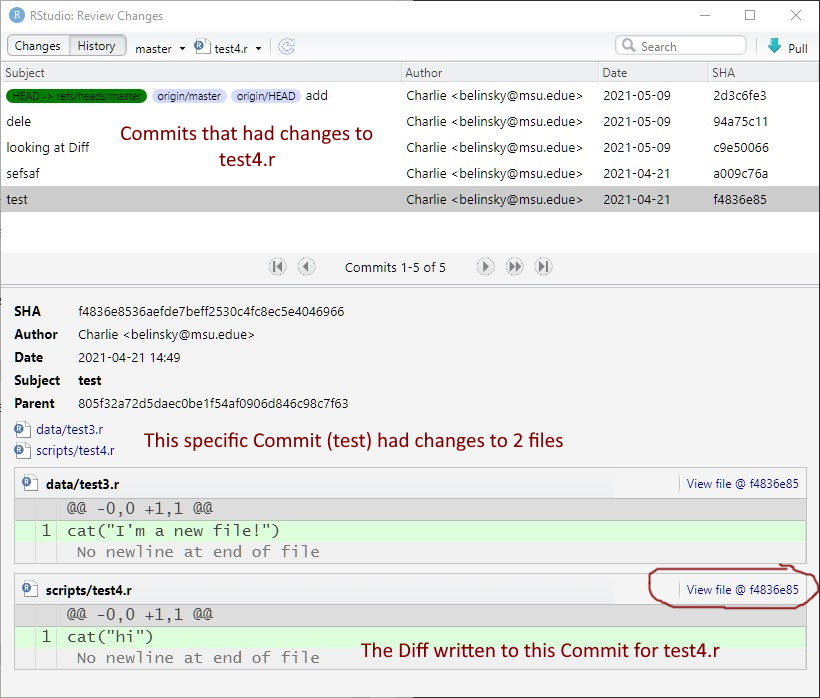 RStudio: Review Changes
Changes History master test4.r Search Pull
Subject Author Date SHA
HEAD -> refs/heads/master origin/master origin/HEAD add Charlie <belinsky@msu.edue> 2021-05-09 2d3c6fe3
dele Charlie <belinsky@msu.edue> 2021-05-09 94a75c11
looking at Diff Charlie <belinsky@msu.edue> 2021-05-09 c9e50066
sefsaf Charlie <belinsky@msu.edue> 2021-04-21 a009c76a
test Charlie <belinsky@msu.edue> 2021-04-21 f4836e85
Commits that had changes to
test4.r
Commits 1-5 of 5
SHA f4836e8536aefde7beff2530c4fc8ec5e4046966
Author Charlie <belinsky@msu.edue>
Date 2021-04-21 14:49
Subject test
Parent 805f32a72d5daec0be1f54af0906d846c98c7f63
data/test3.r
scripts/test4.r
This specific Commit (test) had changes to 2 files
data/test3.r View file @ f4836e85
@@ -0,0 +1,1 @@
1 cat("I'm a new file!")
No newline at end of file
scripts/test4.r View file @ f4836e85
@@ -0,0 +1,1 @@
1 cat("hi")
No newline at end of file
The Diff written to this Commit for test4.r